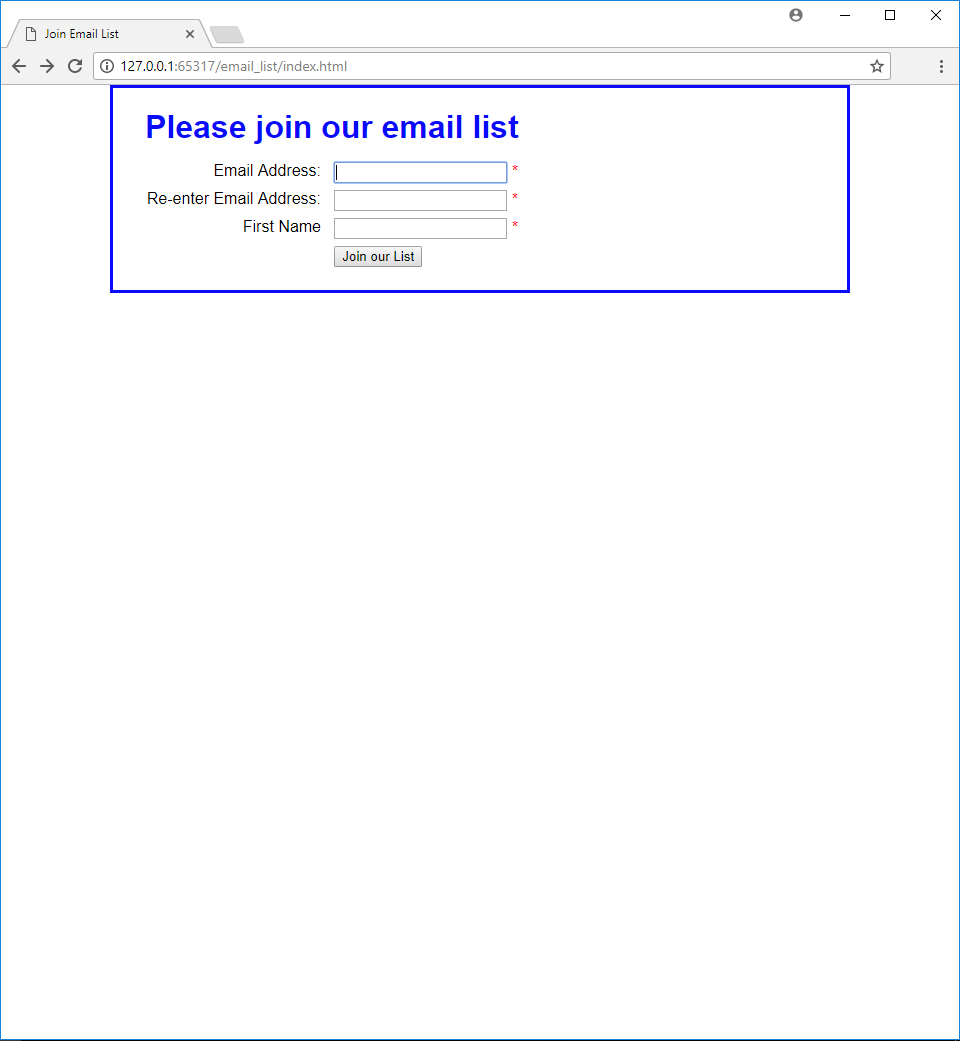 Join Email List
127.0.0.1:65317/email_list/index.html
Please join our email list
Email Address: *
Re-enter Email Address: *
First Name *
Join our List